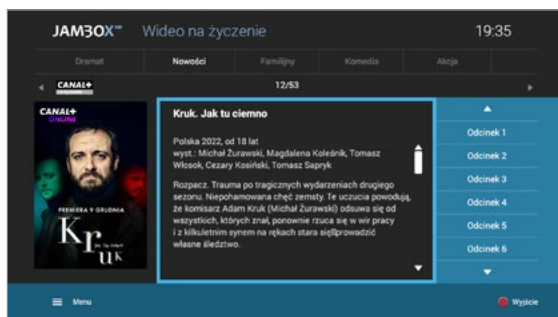 JAMBOX Wideo na życzenie 19:35
Dramat Nowości Familijny Komedia Akcja
CANAL+ 12/53
CANAL+
ONLINE
PREMIERA 9 GRUDNIA
Kruk
Kruk. Jak tu ciemno
Polska 2022, od 18 lat
wyst.: Michał Żurawski, Magdalena Koleśnik, Tomasz
Włosok, Cezary Kosiński, Tomasz Sapryk
Rozpacz. Trauma po tragicznych wydarzeniach drugiego
sezonu. Niepohamowana chęć zemsty. Te uczucia powodują,
że komisarz Adam Kruk (Michał Żurawski) odsuwa się od
wszystkich, których znał, ponownie rzuca się w wir pracy
i z kilkuletnim synem na rękach stara się prowadzić
własne śledztwo.
Odcinek 1
Odcinek 2
Odcinek 3
Odcinek 4
Odcinek 5
Odcinek 6
Menu Wyjście